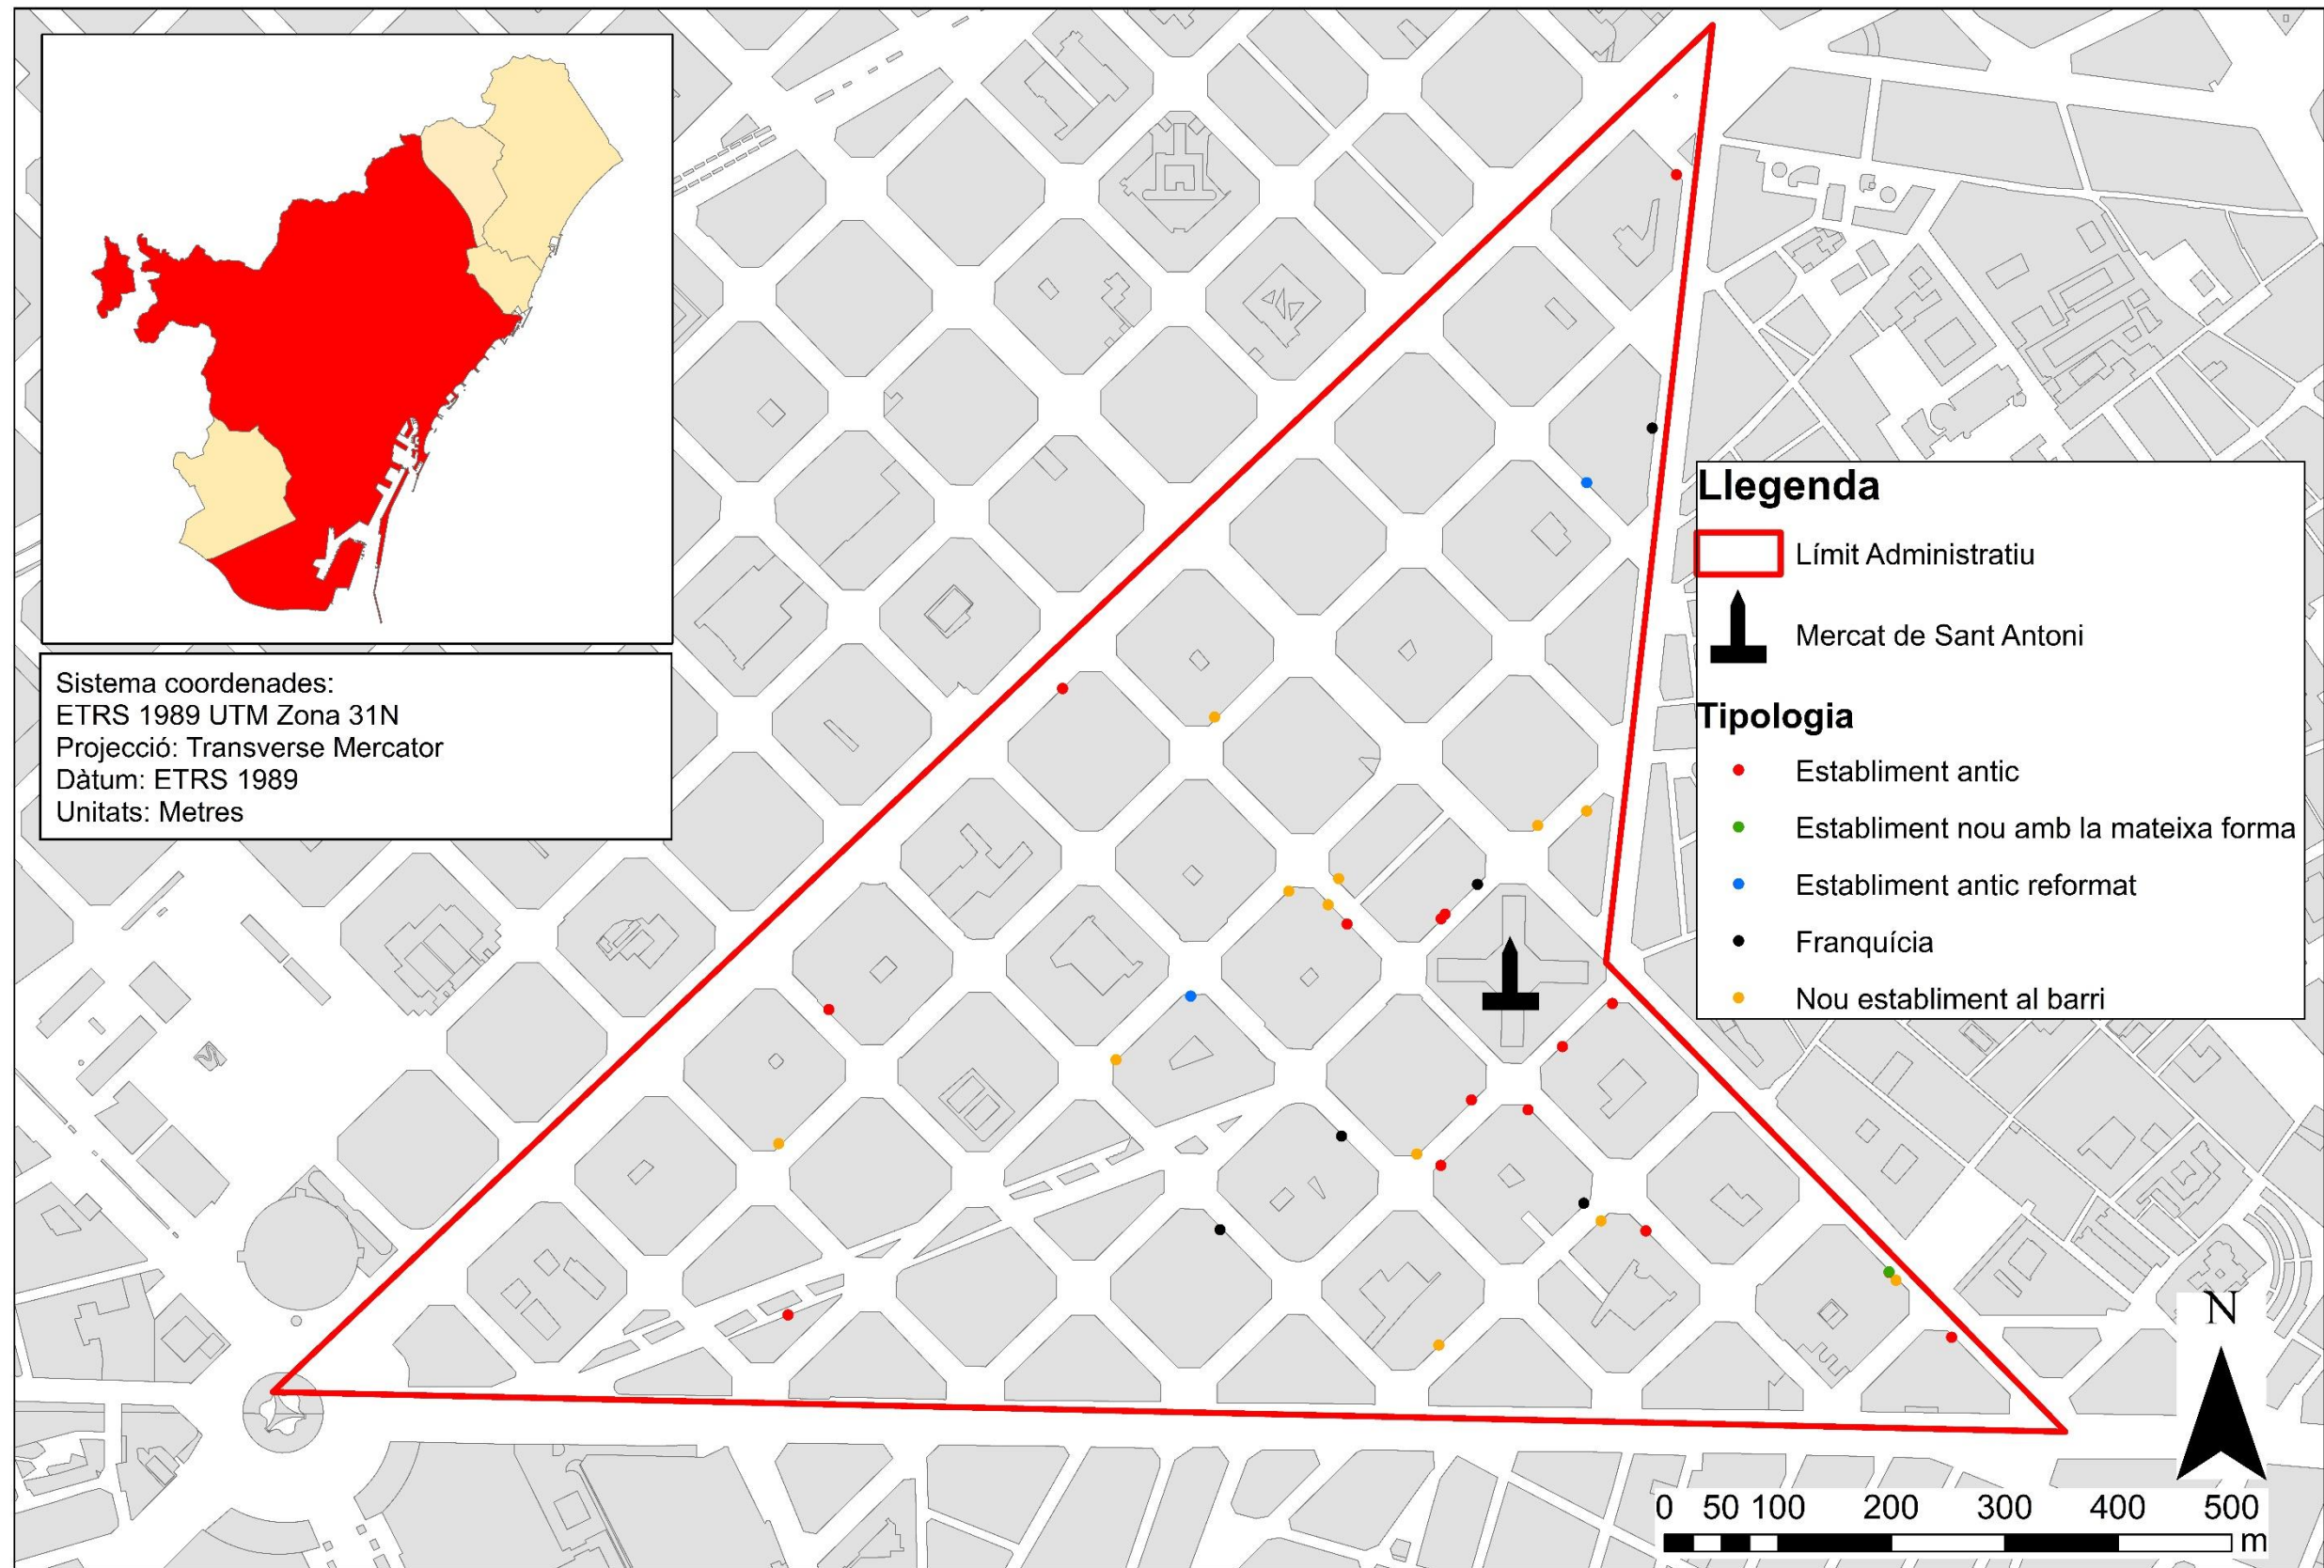 Sistema coordenades:
ETRS 1989 UTM Zona 31N
Projecció: Transverse Mercator
Dàtum: ETRS 1989
Unitats: Metres
Llegenda
Límit Administratiu
Mercat de Sant Antoni
Tipologia
Establiment antic
Establiment nou amb la mateixa forma
Establiment antic reformat
Franquícia
Nou establiment al barri
N
0 50 100 200 300 400 500
m